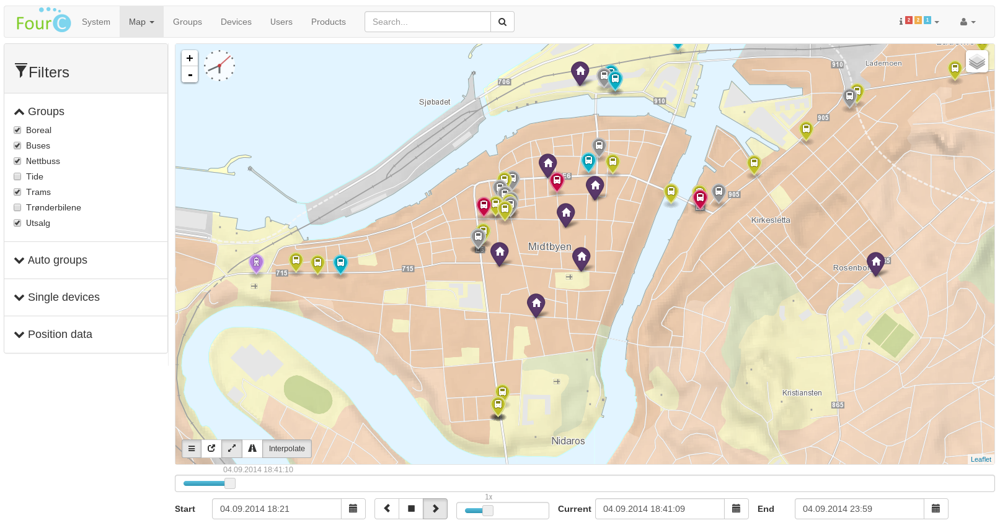 FourC
System
Map
Groups
Devices
Users
Products
Search...
2 2 1
Filters
Groups
Boreal
Buses
Nettbuss
Tide
Trams
Trønderbilene
Utsalg
Auto groups
Single devices
Position data
+
-
706
Sjøbadet
910
910
Lademoen
905
E6
905
Kirkesletta
Midtbyen
715
715
Rosenborg
Kristiansten
865
Nidaros
Interpolate
Leaflet
04.09.2014 18:41:10
1x
Start
04.09.2014 18:21
Current
04.09.2014 18:41:09
End
04.09.2014 23:59